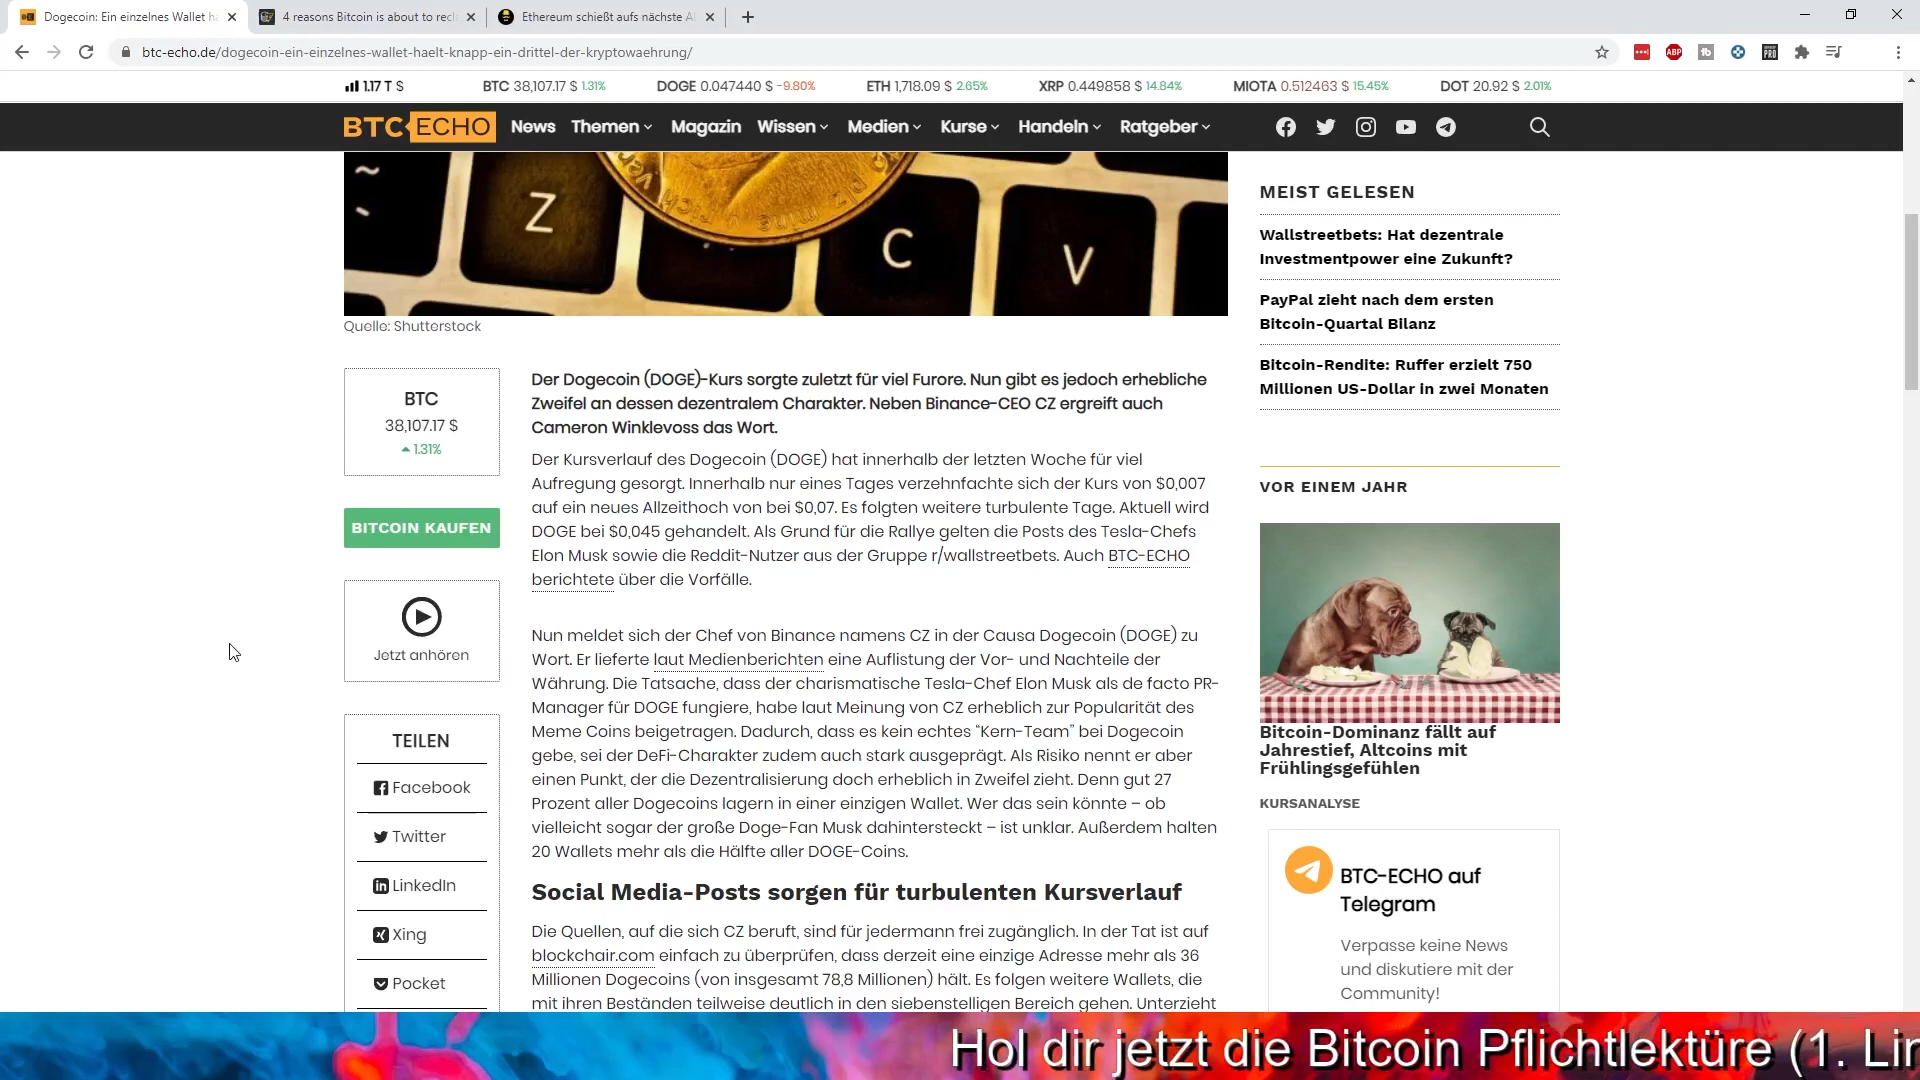 Dogecoin: Ein einzelnes Wallet ha
4 reasons Bitcoin is about to recl
Ethereum schießt aufs nächste Al
btc-echo.de/dogecoin-ein-einzelnes-wallet-haelt-knapp-ein-drittel-der-kryptowaehrung/
1.17 T $
BTC 38,107.17 $ 1.31%
DOGE 0.047440 $ -9.80%
ETH 1,718.09 $ 2.65%
XRP 0.449858 $ 14.84%
MIOTA 0.512463 $ 15.45%
DOT 20.92 $ 2.01%
BTC ECHO
News
Themen
Magazin
Wissen
Medien
Kurse
Handeln
Ratgeber
Z
C
V
Quelle: Shutterstock
BTC
38,107.17 $
1.31%
BITCOIN KAUFEN
Jetzt anhören
TEILEN
Facebook
Twitter
LinkedIn
Xing
Pocket
Der Dogecoin (DOGE)-Kurs sorgte zuletzt für viel Furore. Nun gibt es jedoch erhebliche
Zweifel an dessen dezentralem Charakter. Neben Binance-CEO CZ ergreift auch
Cameron Winklevoss das Wort.
Der Kursverlauf des Dogecoin (DOGE) hat innerhalb der letzten Woche für viel
Aufregung gesorgt. Innerhalb nur eines Tages verzehnfachte sich der Kurs von $0,007
auf ein neues Allzeithoch von bei $0,07. Es folgten weitere turbulente Tage. Aktuell wird
DOGE bei $0,045 gehandelt. Als Grund für die Rallye gelten die Posts des Tesla-Chefs
Elon Musk sowie die Reddit-Nutzer aus der Gruppe r/wallstreetbets. Auch BTC-ECHO
berichtete über die Vorfälle.
Nun meldet sich der Chef von Binance namens CZ in der Causa Dogecoin (DOGE) zu
Wort. Er lieferte laut Medienberichten eine Auflistung der Vor- und Nachteile der
Währung. Die Tatsache, dass der charismatische Tesla-Chef Elon Musk als de facto PR-
Manager für DOGE fungiere, habe laut Meinung von CZ erheblich zur Popularität des
Meme Coins beigetragen. Dadurch, dass es kein echtes “Kern-Team” bei Dogecoin
gebe, sei der DeFi-Charakter zudem auch stark ausgeprägt. Als Risiko nennt er aber
einen Punkt, der die Dezentralisierung doch erheblich in Zweifel zieht. Denn gut 27
Prozent aller Dogecoins lagern in einer einzigen Wallet. Wer das sein könnte – ob
vielleicht sogar der große Doge-Fan Musk dahintersteckt – ist unklar. Außerdem halten
20 Wallets mehr als die Hälfte aller DOGE-Coins.
Social Media-Posts sorgen für turbulenten Kursverlauf
Die Quellen, auf die sich CZ beruft, sind für jedermann frei zugänglich. In der Tat ist auf
blockchair.com einfach zu überprüfen, dass derzeit eine einzige Adresse mehr als 36
Millionen Dogecoins (von insgesamt 78,8 Millionen) hält. Es folgen weitere Wallets, die
mit ihren Beständen teilweise deutlich in den siebenstelligen Bereich gehen. Unterzieht
MEIST GELESEN
Wallstreetbets: Hat dezentrale
Investmentpower eine Zukunft?
PayPal zieht nach dem ersten
Bitcoin-Quartal Bilanz
Bitcoin-Rendite: Ruffer erzielt 750
Millionen US-Dollar in zwei Monaten
VOR EINEM JAHR
Bitcoin-Dominanz fällt auf
Jahrestief, Altcoins mit
Frühlingsgefühlen
KURSANALYSE
BTC-ECHO auf
Telegram
Verpasse keine News
und diskutiere mit der
Community!
Hol dir jetzt die Bitcoin Pflichtlektüre (1. Lin